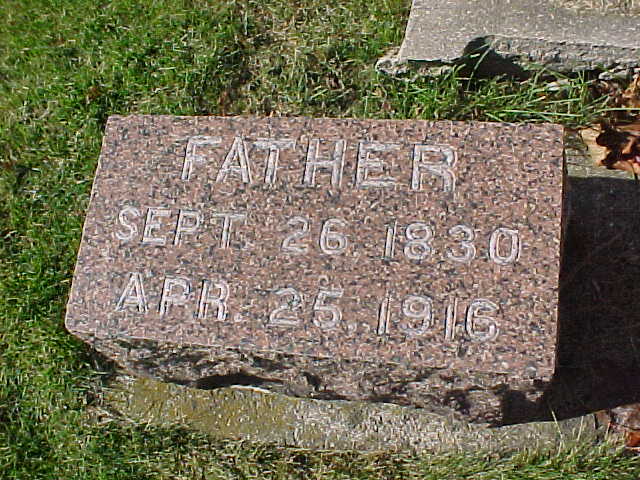 FATHER
SEPT. 26, 1830
APR. 25, 1916